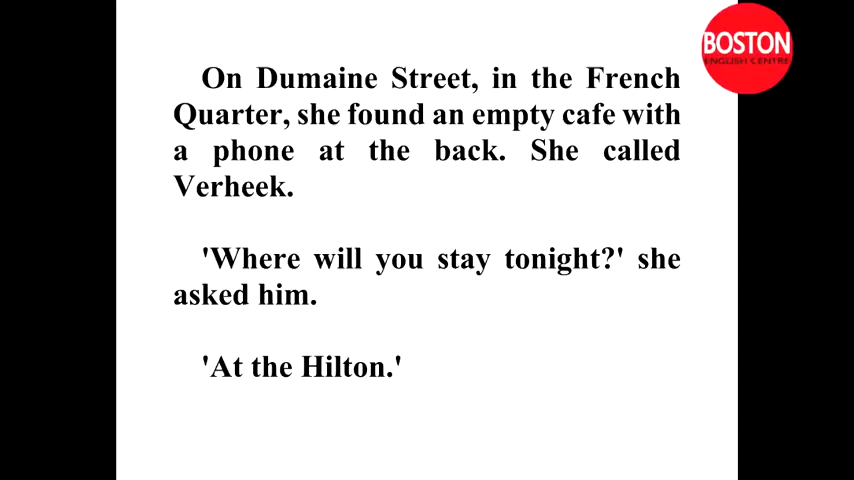 BOSTON
ENGLISH CENTRE
On Dumaine Street, in the French
Quarter, she found an empty cafe with
a phone at the back. She called
Verheek.
'Where will you stay tonight?' she
asked him.
'At the Hilton.'